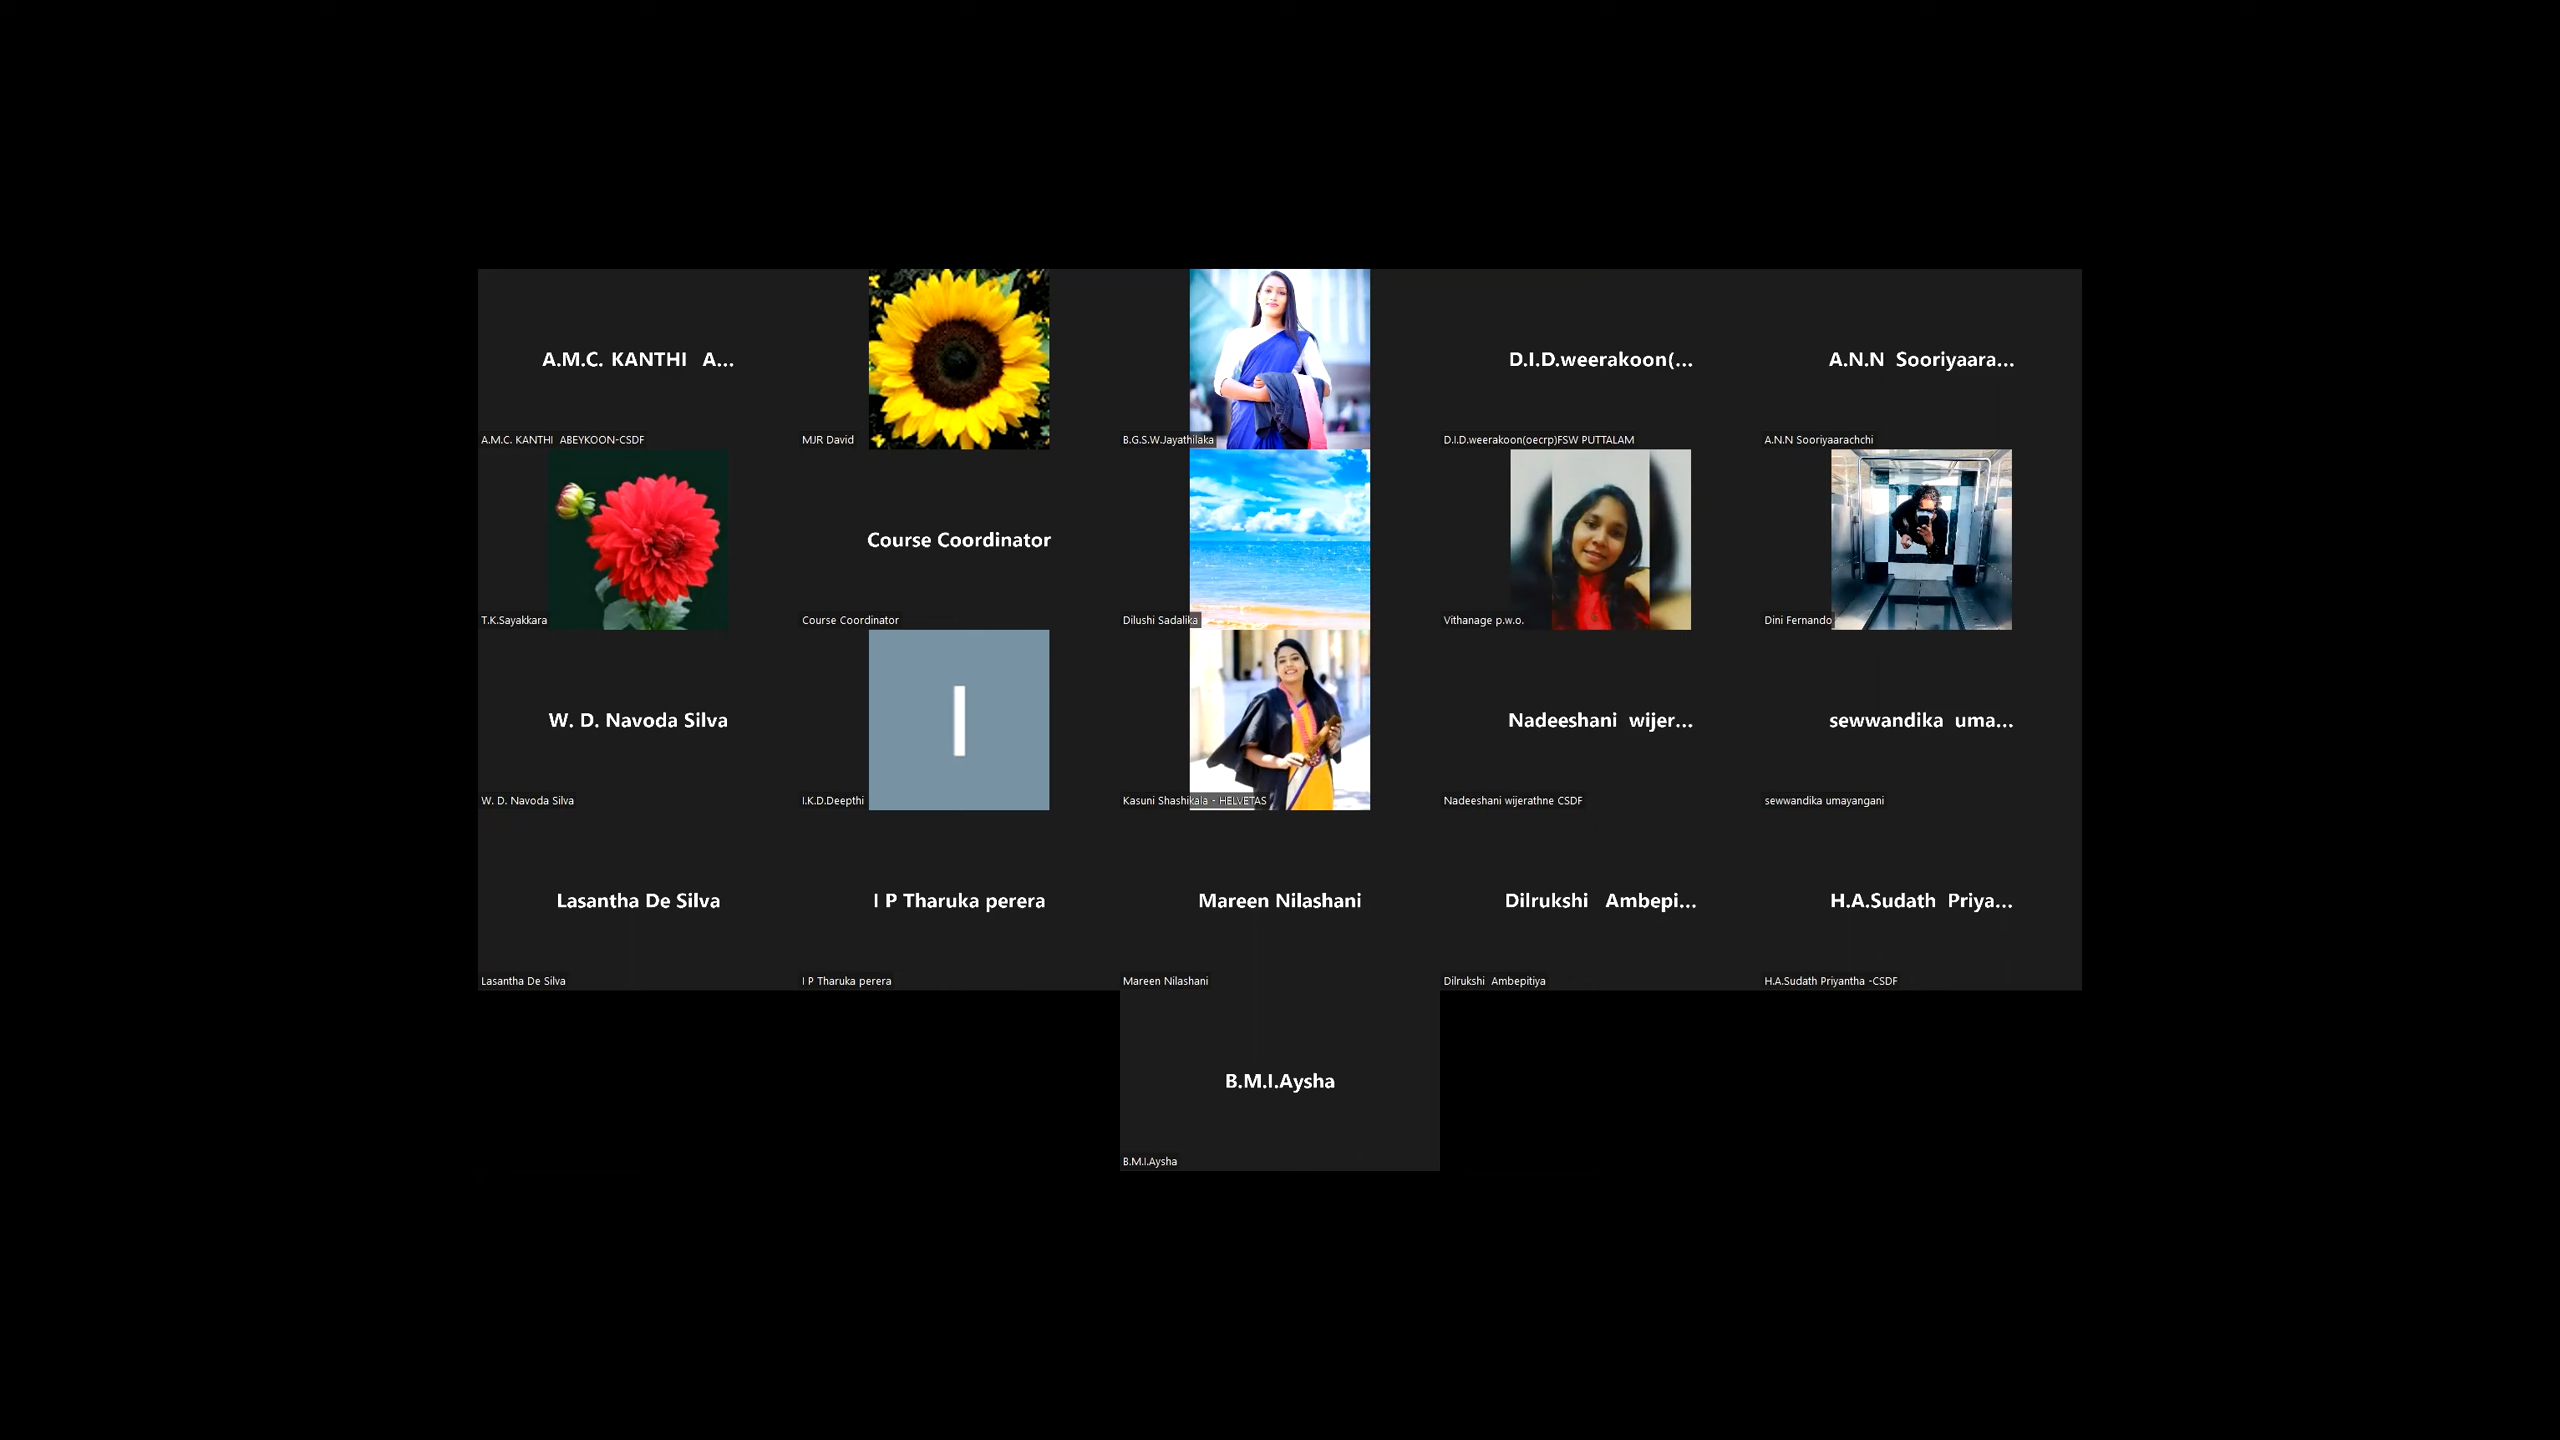 A.M.C. KANTHI A...
A.M.C. KANTHI ABEYKOON-CSDF
MJR David
B.G.S.W.Jayathilaka
D.I.D.weerakoon(...
D.I.D.weerakoon(oecrp)FSW PUTTALAM
A.N.N Sooriyaara...
A.N.N Sooriyaarachchi
T.K.Sayakkara
Course Coordinator
Course Coordinator
Dilushi Sadalika
Vithanage p.w.o.
Dini Fernando
W. D. Navoda Silva
W. D. Navoda Silva
I
I.K.D.Deepthi
Kasuni Shashikala - HELVETAS
Nadeeshani wijer...
Nadeeshani wijerathne CSDF
sewwandika uma...
sewwandika umayangani
Lasantha De Silva
Lasantha De Silva
I P Tharuka perera
I P Tharuka perera
Mareen Nilashani
Mareen Nilashani
Dilrukshi Ambepi...
Dilrukshi Ambepitiya
H.A.Sudath Priya...
H.A.Sudath Priyantha -CSDF
B.M.I.Aysha
B.M.I.Aysha